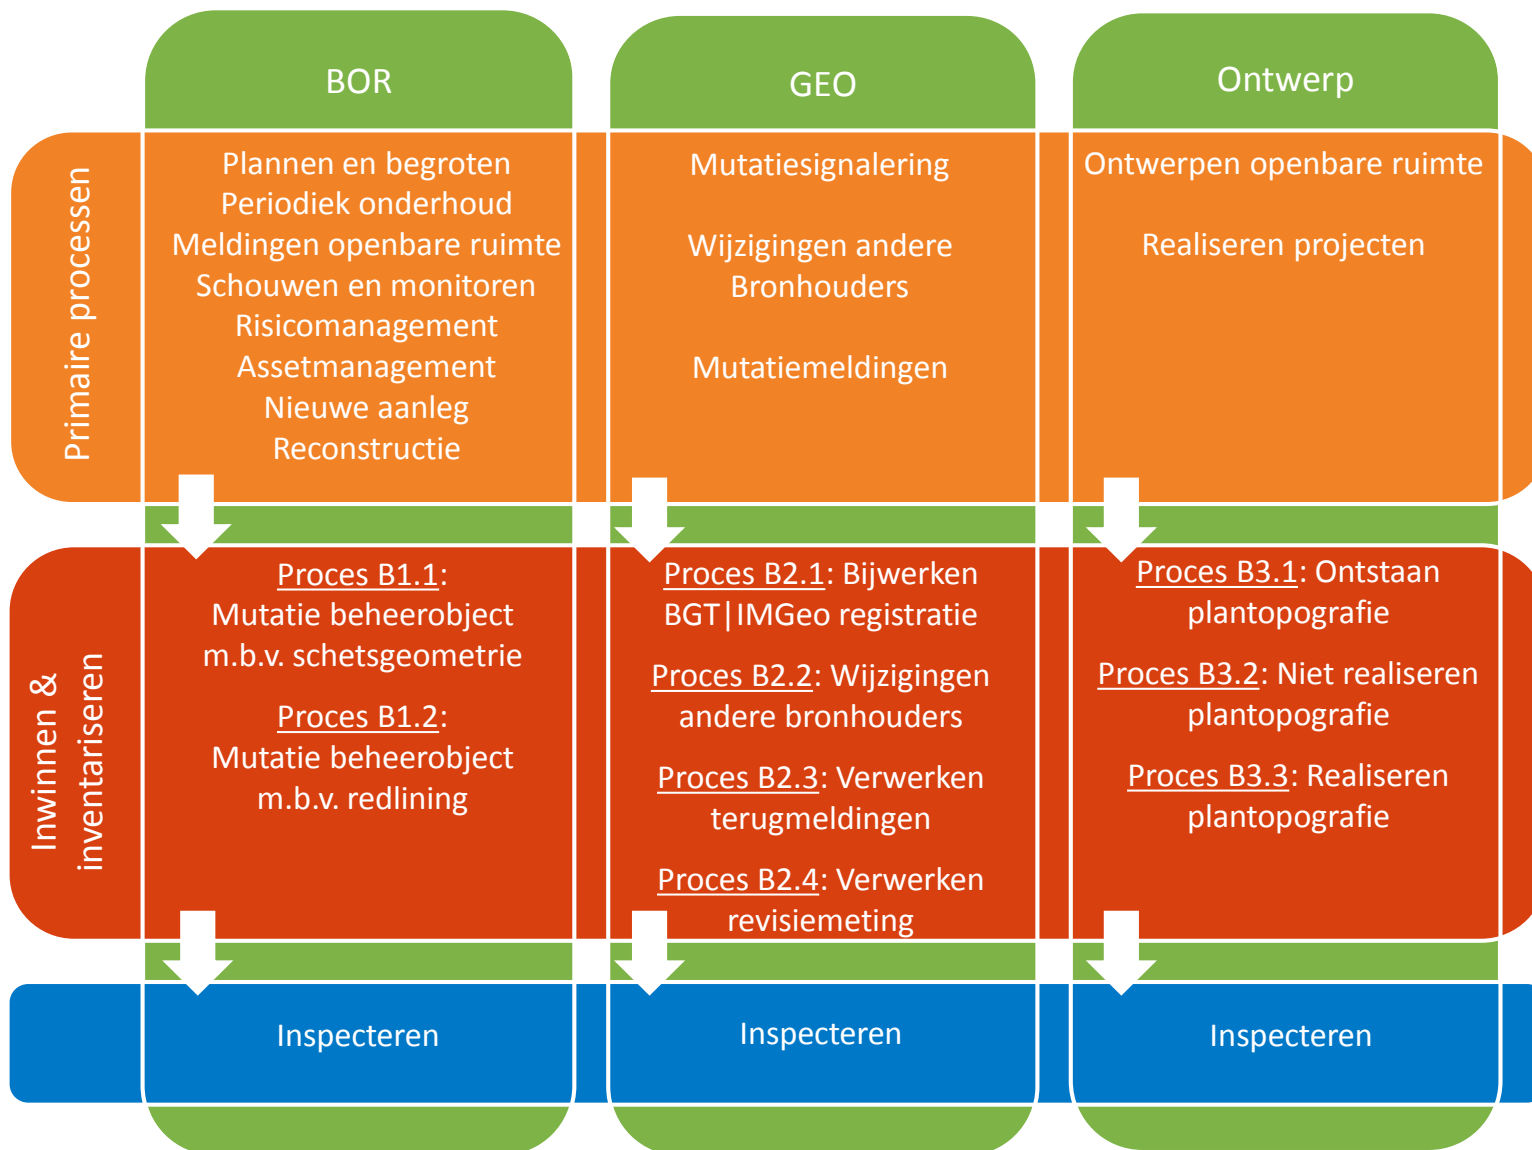 BOR
GEO
Ontwerp
Primaire processen
Plannen en begroten
Periodiek onderhoud
Meldingen openbare ruimte
Schouwen en monitoren
Risicomanagement
Assetmanagement
Nieuwe aanleg
Reconstructie
Mutatiesignalering
Wijzigingen andere
Bronhouders
Mutatiemeldingen
Ontwerpen openbare ruimte
Realiseren projecten
Inwinnen &
inventariseren
Proces B1.1:
Mutatie beheerobject
m.b.v. schetsgeometrie
Proces B1.2:
Mutatie beheerobject
m.b.v. redlining
Proces B2.1: Bijwerken
BGT|IMGeo registratie
Proces B2.2: Wijzigingen
andere bronhouders
Proces B2.3: Verwerken
terugmeldingen
Proces B2.4: Verwerken
revisiemeting
Proces B3.1: Ontstaan
plantopografie
Proces B3.2: Niet realiseren
plantopografie
Proces B3.3: Realiseren
plantopografie
Inspecteren
Inspecteren
Inspecteren